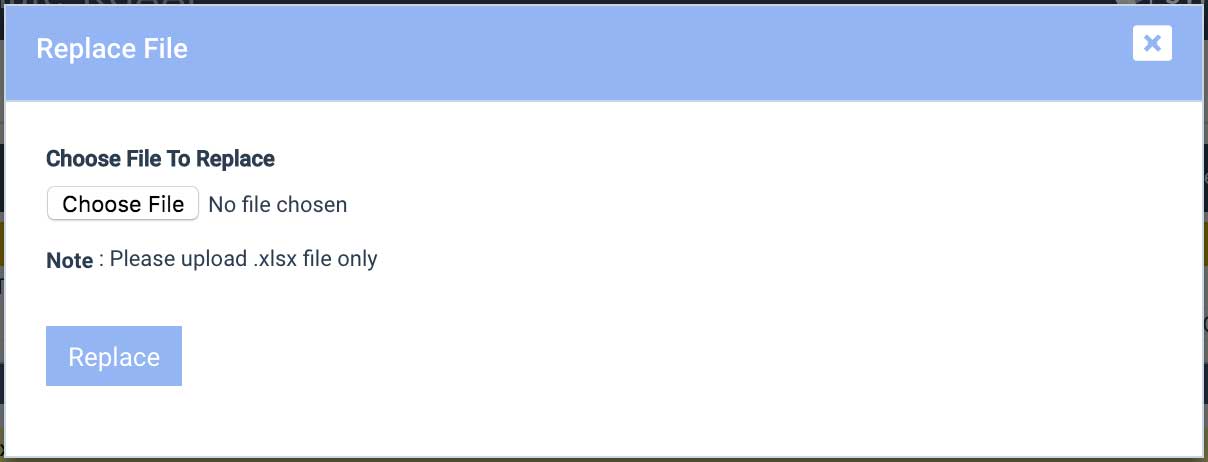 Replace File
Choose File To Replace
Choose File No file chosen
Note : Please upload .xlsx file only
Replace